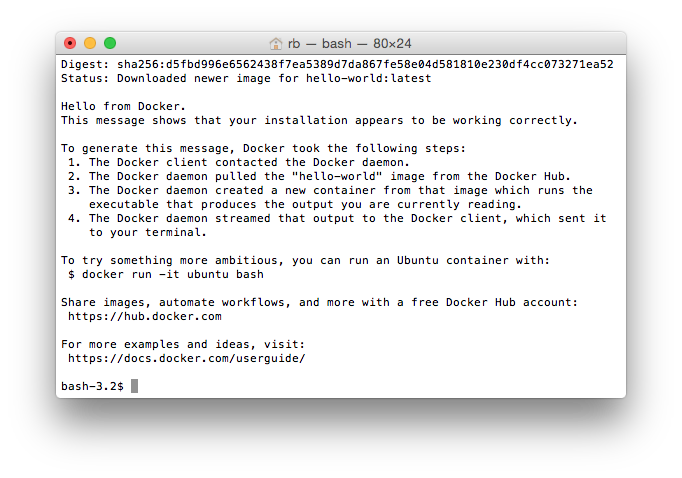 rb — bash — 80×24
Digest: sha256:d5fbd996e6562438f7ea5389d7da867fe58e04d581810e230df4cc073271ea52
Status: Downloaded newer image for hello-world:latest
Hello from Docker.
This message shows that your installation appears to be working correctly.
To generate this message, Docker took the following steps:
1. The Docker client contacted the Docker daemon.
2. The Docker daemon pulled the "hello-world" image from the Docker Hub.
3. The Docker daemon created a new container from that image which runs the
executable that produces the output you are currently reading.
4. The Docker daemon streamed that output to the Docker client, which sent it
to your terminal.
To try something more ambitious, you can run an Ubuntu container with:
$ docker run -it ubuntu bash
Share images, automate workflows, and more with a free Docker Hub account:
https://hub.docker.com
For more examples and ideas, visit:
https://docs.docker.com/userguide/
bash-3.2$